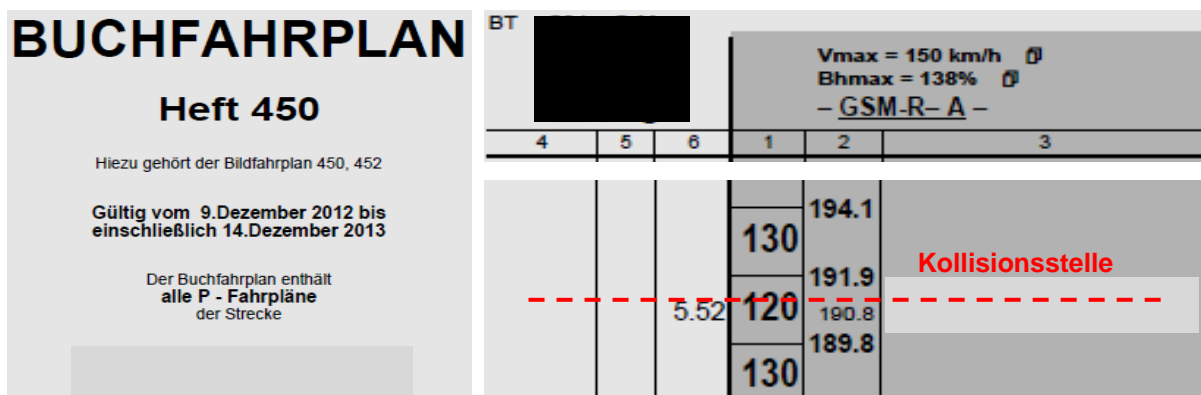 BUCHFAHRPLAN
Heft 450
Hiezu gehört der Bildfahrplan 450, 452
Gültig vom 9.Dezember 2012 bis
einschließlich 14.Dezember 2013
Der Buchfahrplan enthält
alle P - Fahrpläne
der Strecke
BT
Vmax = 150 km/h
Bhmax = 138%
– GSM-R– A –
4 5 6 1 2 3
194.1
130
Kollisionsstelle
191.9
5.52 120 190.8
189.8
130